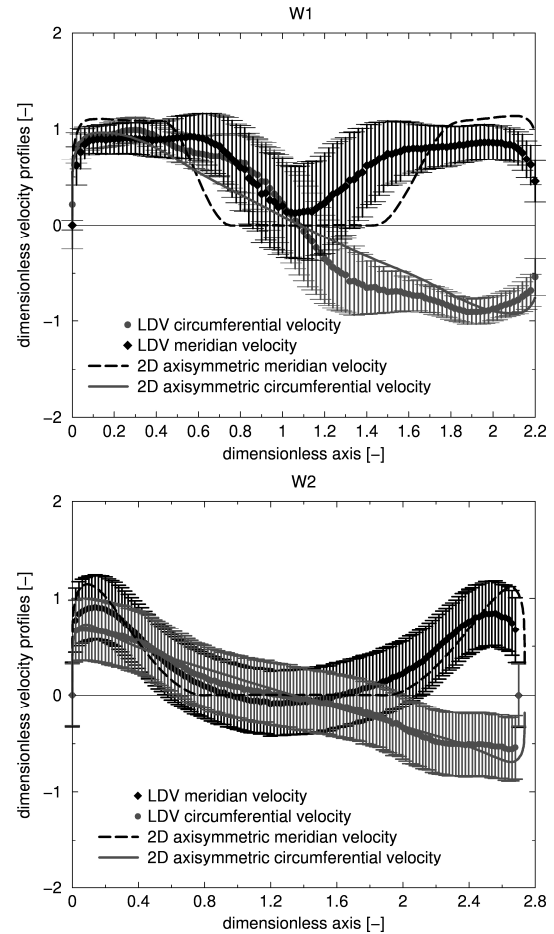 W1
dimensionless velocity profiles [–]
2
1
0
−1
−2
LDV circumferential velocity
LDV meridian velocity
2D axisymmetric meridian velocity
2D axisymmetric circumferential velocity
0 0.2 0.4 0.6 0.8 1 1.2 1.4 1.6 1.8 2 2.2
dimensionless axis [–]
W2
dimensionless velocity profiles [–]
2
1
0
−1
−2
LDV meridian velocity
LDV circumferential velocity
2D axisymmetric meridian velocity
2D axisymmetric circumferential velocity
0 0.4 0.8 1.2 1.6 2 2.4 2.8
dimensionless axis [–]